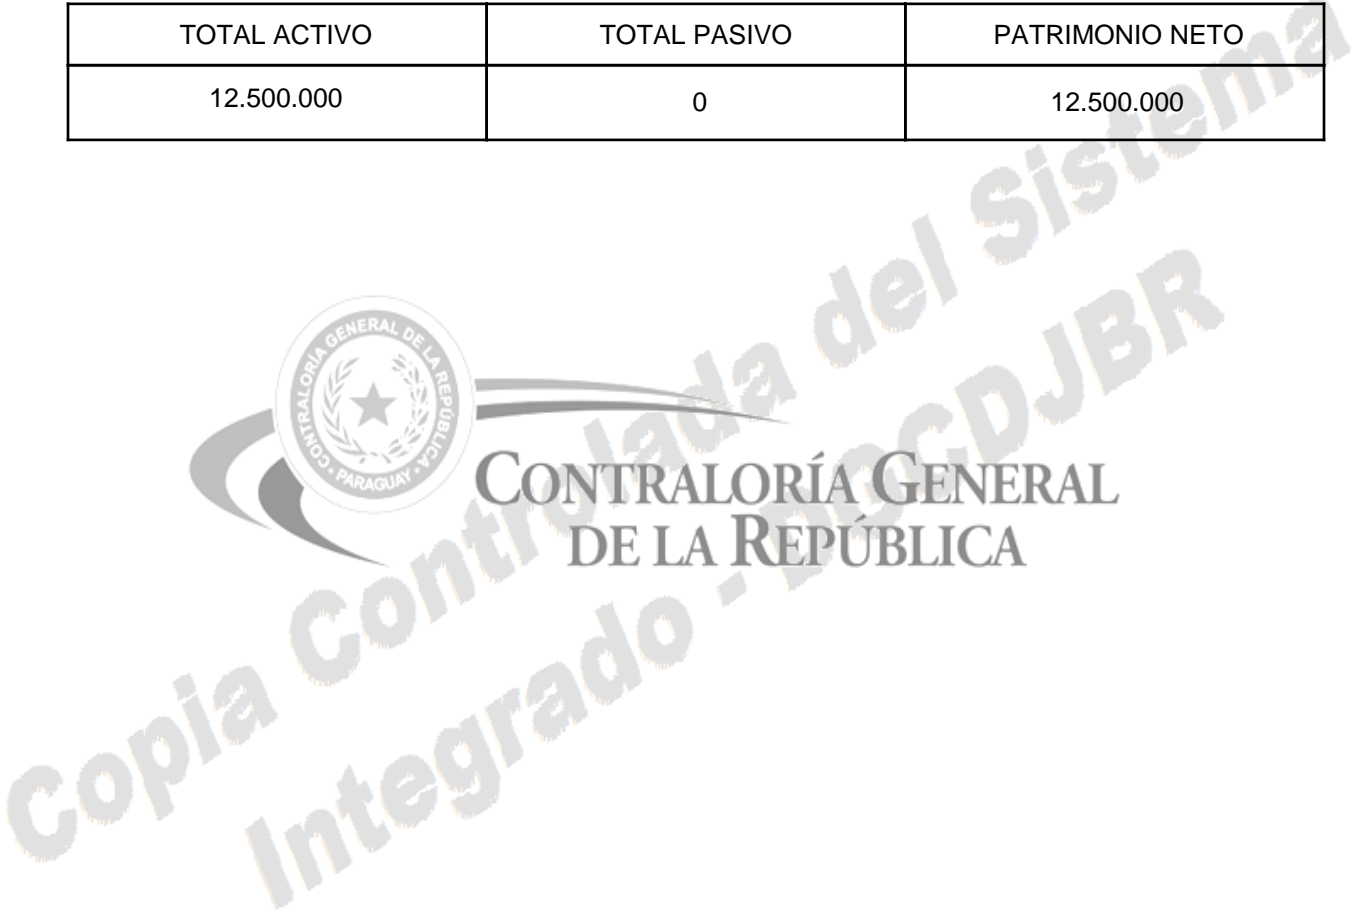 TOTAL ACTIVO TOTAL PASIVO PATRIMONIO NETO
12.500.000 0 12.500.000
CONTRALORÍA GENERAL DE LA REPÚBLICA
PARAGUAY
CONTRALORÍA GENERAL
DE LA REPÚBLICA
Copia Controlada del Sistema
Integrado - DGCDJBR